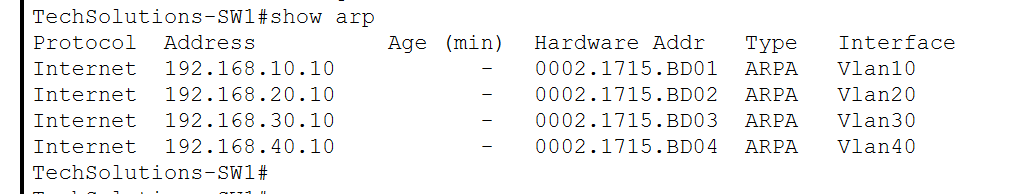 TechSolutions-SW1#show arp
Protocol  Address          Age (min)  Hardware Addr   Type   Interface
Internet  192.168.10.10            -  0002.1715.BD01  ARPA   Vlan10
Internet  192.168.20.10            -  0002.1715.BD02  ARPA   Vlan20
Internet  192.168.30.10            -  0002.1715.BD03  ARPA   Vlan30
Internet  192.168.40.10            -  0002.1715.BD04  ARPA   Vlan40
TechSolutions-SW1#